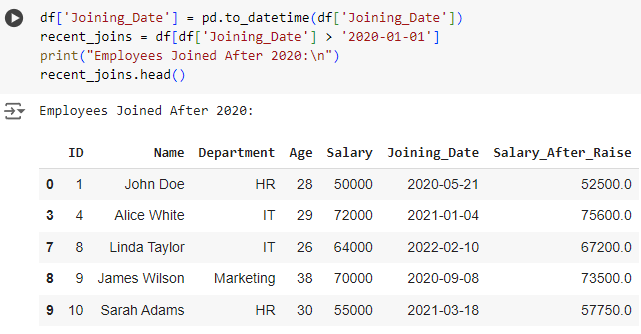 df['Joining_Date'] = pd.to_datetime(df['Joining_Date'])
recent_joins = df[df['Joining_Date'] > '2020-01-01']
print("Employees Joined After 2020:\n")
recent_joins.head()
Employees Joined After 2020:
ID Name Department Age Salary Joining_Date Salary_After_Raise
0 1 John Doe HR 28 50000 2020-05-21 52500.0
3 4 Alice White IT 29 72000 2021-01-04 75600.0
7 8 Linda Taylor IT 26 64000 2022-02-10 67200.0
8 9 James Wilson Marketing 38 70000 2020-09-08 73500.0
9 10 Sarah Adams HR 30 55000 2021-03-18 57750.0